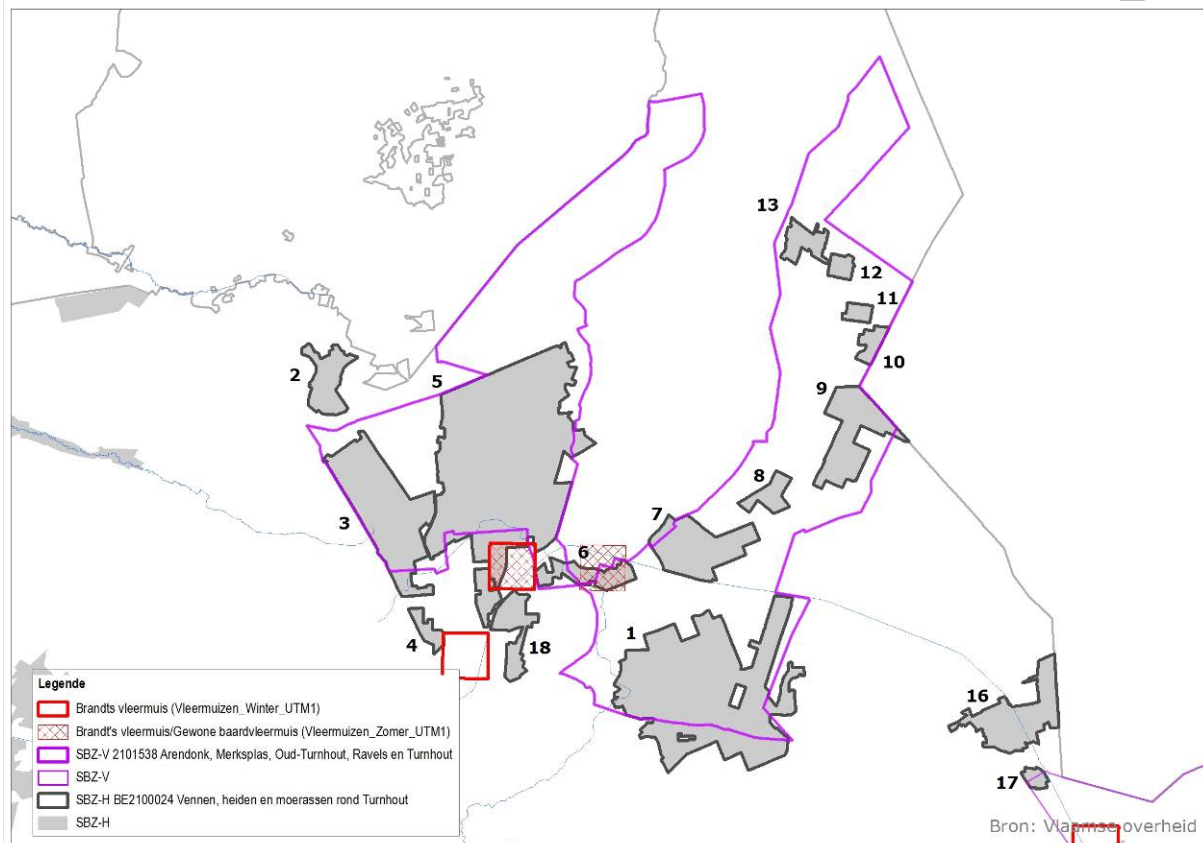 13
12
11
10
2
5
9
8
3
7
6
4
18
1
16
17
Legende
Brandts vleermuis (Vleermuizen_Winter_UTM1)
Brandt's vleermuis/Gewone baardvleermuis (Vleermuizen_Zomer_UTM1)
SBZ-V 2101538 Arendonk, Merksplas, Oud-Turnhout, Ravels en Turnhout
SBZ-V
SBZ-H BE2100024 Vennen, heiden en moerassen rond Turnhout
SBZ-H
Bron: Vlaamse overheid